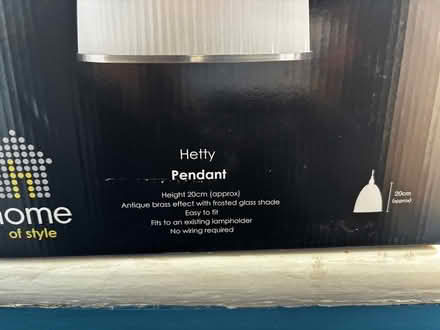 Hetty
Pendant
Height 20cm (approx)
Antique brass effect with frosted glass shade
Easy to fit
Fits to an existing lampholder
No wiring required
20cm
(approx)
h
home
of style